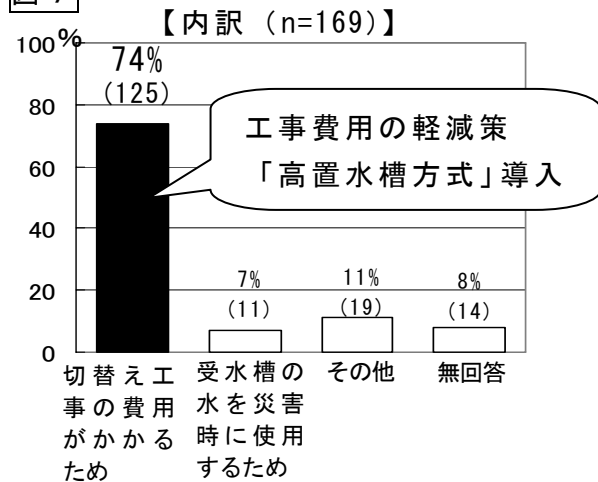 【内訳（n=169)】
100%
80
60
40
20
0
74%
(125)
工事費用の軽減策
「高置水槽方式」導入
7%
(11)
11%
(19)
8%
(14)
切替え工
事の費用
がかかる
ため
受水槽の
水を災害
時に使用
するため
その他
無回答